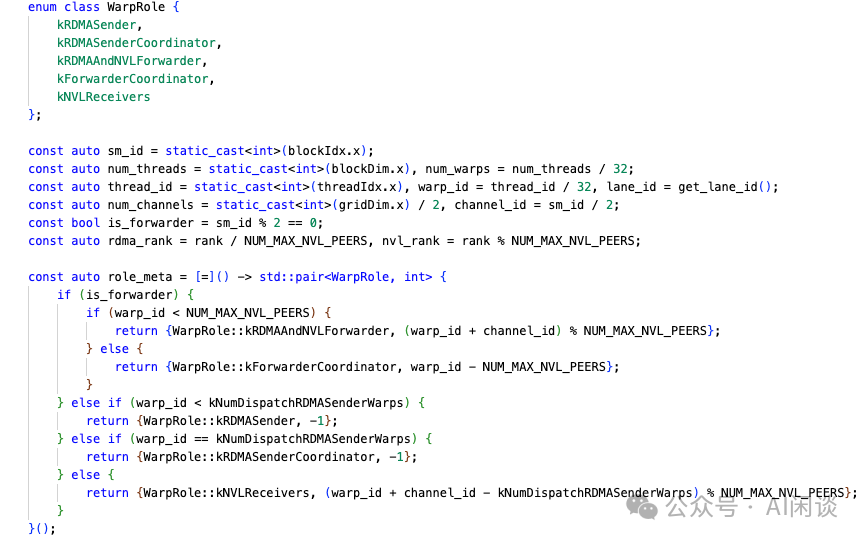 enum class WarpRole {
    kRDMASender,
    kRDMASenderCoordinator,
    kRDMAAndNVLForwarder,
    kForwarderCoordinator,
    kNVLReceivers
};

const auto sm_id = static_cast<int>(blockIdx.x);
const auto num_threads = static_cast<int>(blockDim.x), num_warps = num_threads / 32;
const auto thread_id = static_cast<int>(threadIdx.x), warp_id = thread_id / 32, lane_id = get_lane_id();
const auto num_channels = static_cast<int>(gridDim.x) / 2, channel_id = sm_id / 2;
const bool is_forwarder = sm_id % 2 == 0;
const auto rdma_rank = rank / NUM_MAX_NVL_PEERS, nvl_rank = rank % NUM_MAX_NVL_PEERS;

const auto role_meta = [=]() -> std::pair<WarpRole, int> {
    if (is_forwarder) {
        if (warp_id < NUM_MAX_NVL_PEERS) {
            return {WarpRole::kRDMAAndNVLForwarder, (warp_id + channel_id) % NUM_MAX_NVL_PEERS};
        } else {
            return {WarpRole::kForwarderCoordinator, warp_id - NUM_MAX_NVL_PEERS};
        }
    } else if (warp_id < kNumDispatchRDMASenderWarps) {
        return {WarpRole::kRDMASender, -1};
    } else if (warp_id == kNumDispatchRDMASenderWarps) {
        return {WarpRole::kRDMASenderCoordinator, -1};
    } else {
        return {WarpRole::kNVLReceivers, (warp_id + channel_id - kNumDispatchRDMASenderWarps) % NUM_MAX_NVL_PEERS};
    }
}();
公众号 · AI闲谈